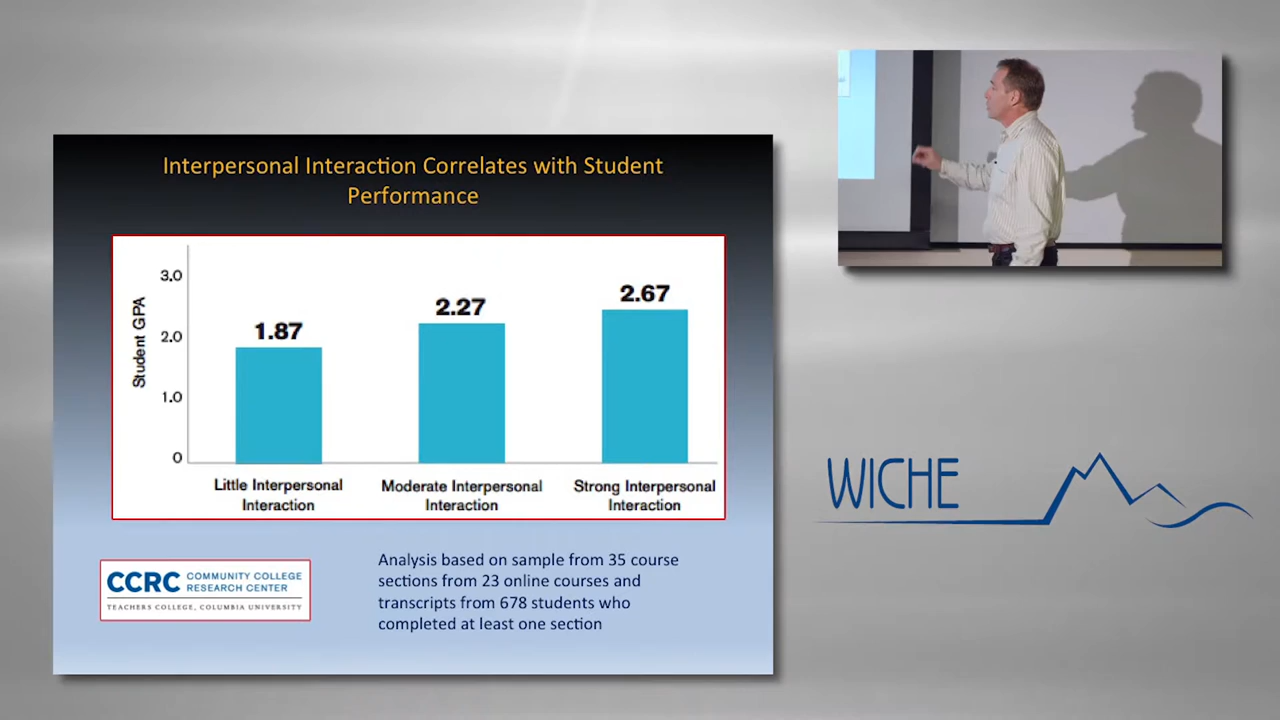 Interpersonal Interaction Correlates with Student
Performance
Student GPA
3.0
2.0
1.0
0
1.87
2.27
2.67
Little Interpersonal
Interaction
Moderate Interpersonal
Interaction
Strong Interpersonal
Interaction
CCRC COMMUNITY COLLEGE
RESEARCH CENTER
TEACHERS COLLEGE, COLUMBIA UNIVERSITY
Analysis based on sample from 35 course
sections from 23 online courses and
transcripts from 678 students who
completed at least one section
WICHE